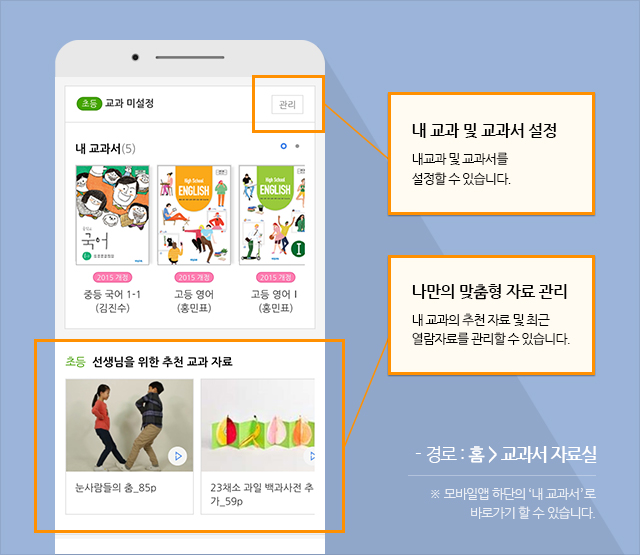 초등 교과 미설정
관리
내 교과서(5)
국어
High School
ENGLISH
High School
ENGLISH
I
2015 개정
2015 개정
2015 개정
중등 국어 1-1
(김진수)
고등 영어
(홍민표)
고등 영어 I
(홍민표)
초등 선생님을 위한 추천 교과 자료
눈사람들의 춤_85p
23채소 과일 백과사전 추
가_59p
내 교과 및 교과서 설정
내교과 및 교과서를
설정할 수 있습니다.
나만의 맞춤형 자료 관리
내 교과의 추천 자료 및 최근
열람자료를 관리할 수 있습니다.
- 경로 : 홈 > 교과서 자료실
※ 모바일앱 하단의 ‘내 교과서’로
바로가기 할 수 있습니다.